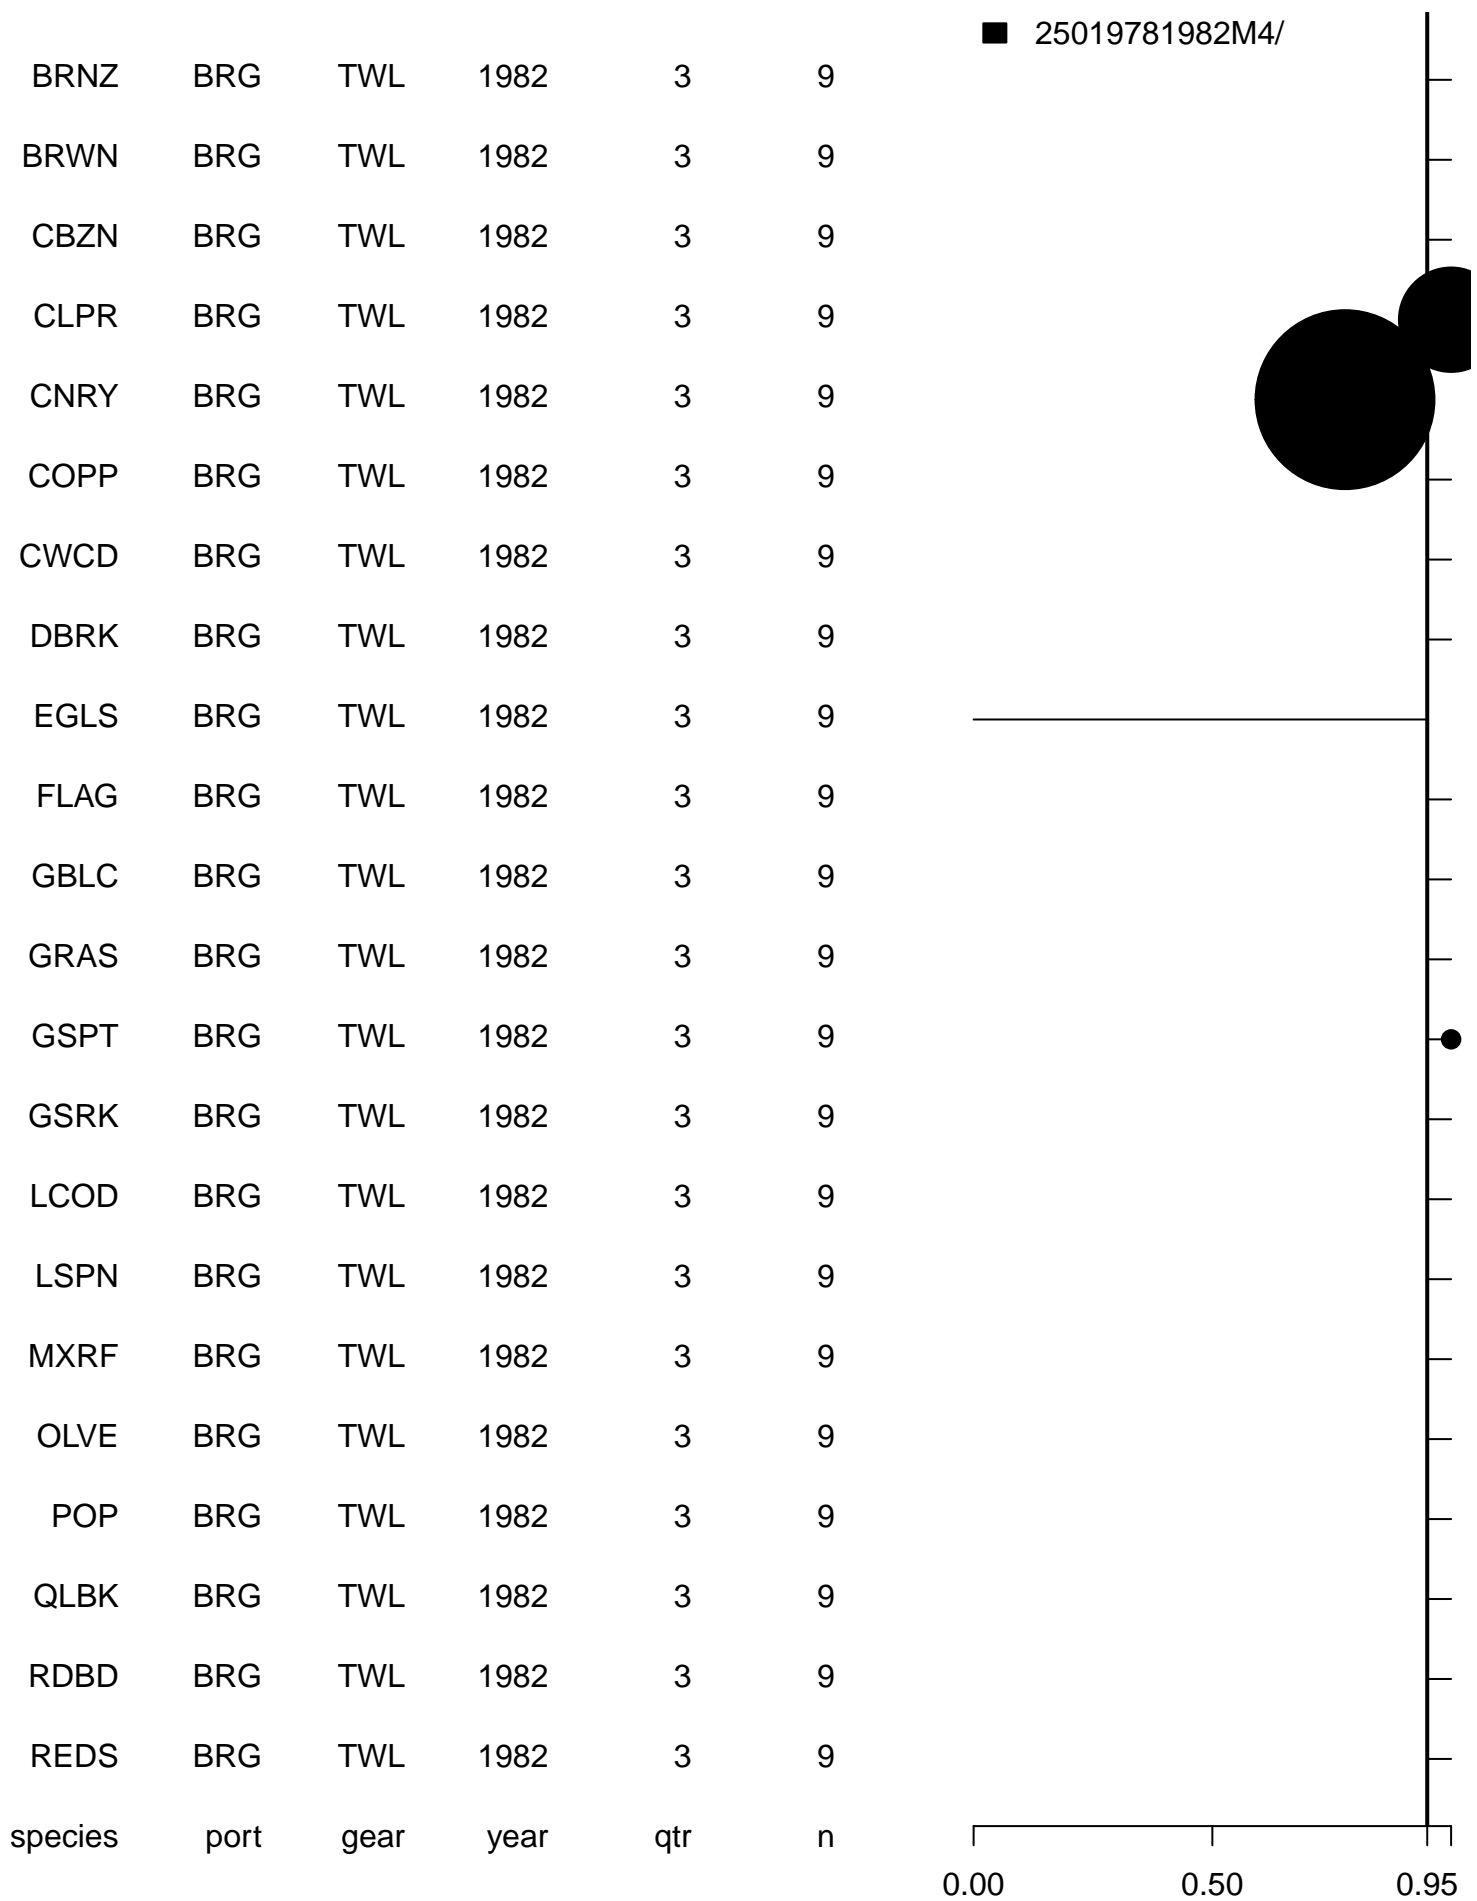 25019781982M4/
BRNZ BRG TWL 1982 3 9
BRWN BRG TWL 1982 3 9
CBZN BRG TWL 1982 3 9
CLPR BRG TWL 1982 3 9
CNRY BRG TWL 1982 3 9
COPP BRG TWL 1982 3 9
CWCD BRG TWL 1982 3 9
DBRK BRG TWL 1982 3 9
EGLS BRG TWL 1982 3 9
FLAG BRG TWL 1982 3 9
GBLC BRG TWL 1982 3 9
GRAS BRG TWL 1982 3 9
GSPT BRG TWL 1982 3 9
GSRK BRG TWL 1982 3 9
LCOD BRG TWL 1982 3 9
LSPN BRG TWL 1982 3 9
MXRF BRG TWL 1982 3 9
OLVE BRG TWL 1982 3 9
POP BRG TWL 1982 3 9
QLBK BRG TWL 1982 3 9
RDBD BRG TWL 1982 3 9
REDS BRG TWL 1982 3 9
species port gear year qtr n
0.00 0.50 0.95